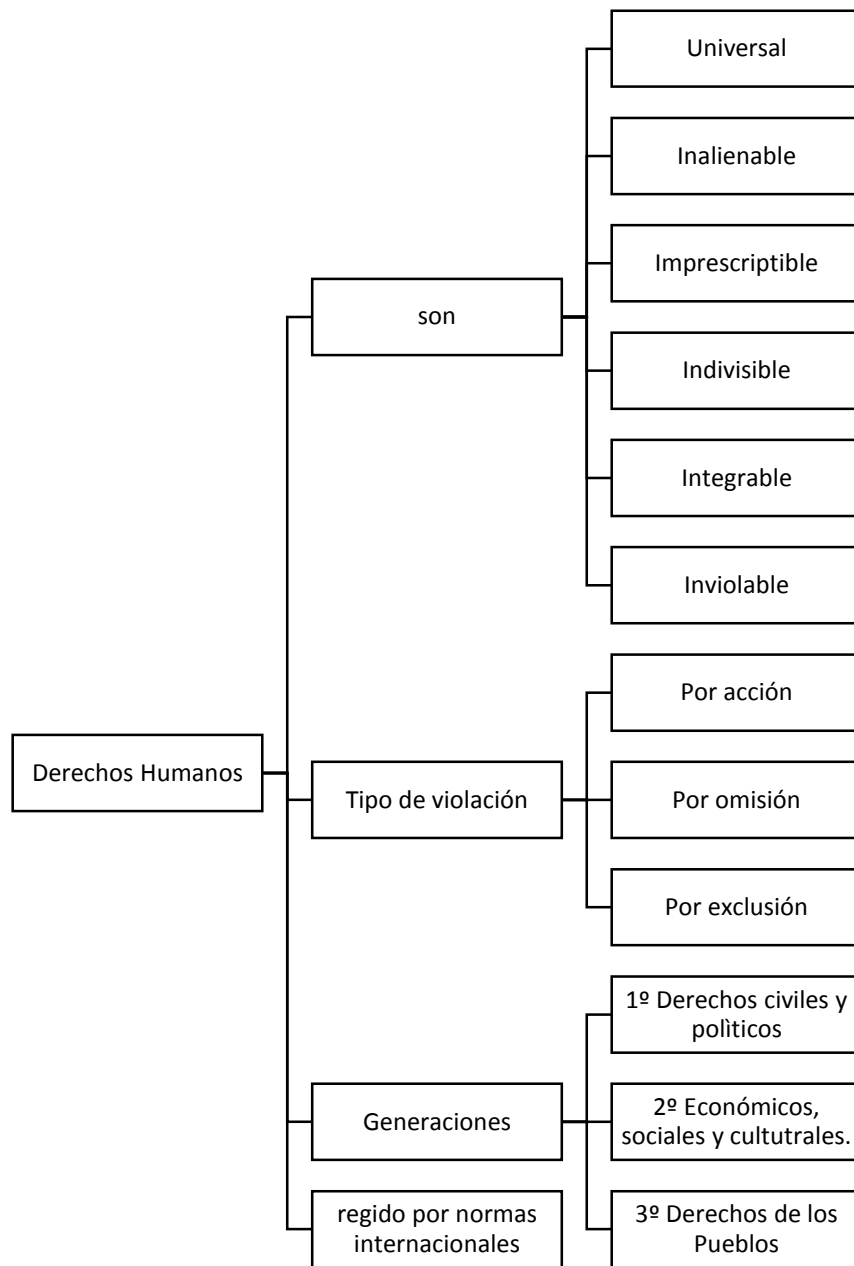 Derechos Humanos
son
Universal
Inalienable
Imprescriptible
Indivisible
Integrable
Inviolable
Tipo de violación
Por acción
Por omisión
Por exclusión
Generaciones
1º Derechos civiles y
polìticos
2º Económicos,
sociales y cultutrales.
3º Derechos de los
Pueblos
regido por normas
internacionales